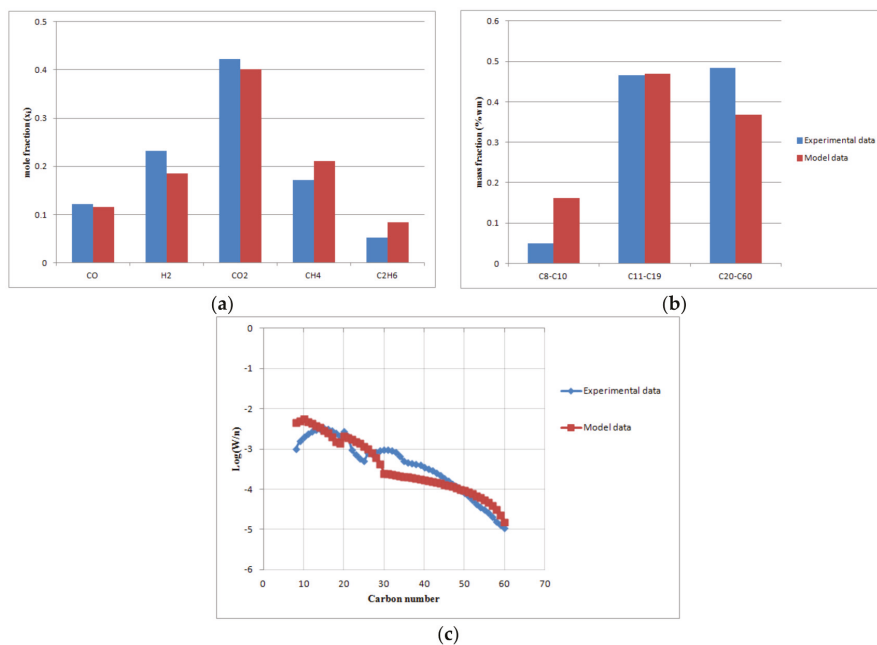 0.5
0.4
0.3
0.2
0.1
0
mole fraction (xi)
CO H2 CO2 CH4 C2H6
(a)
0.6
0.5
0.4
0.3
0.2
0.1
0
mass fraction (%wm)
C8-C10 C11-C19 C20-C60
Experimental data
Model data
(b)
0
-1
-2
-3
-4
-5
-6
Log(W/n)
0 10 20 30 40 50 60 70
Carbon number
Experimental data
Model data
(c)